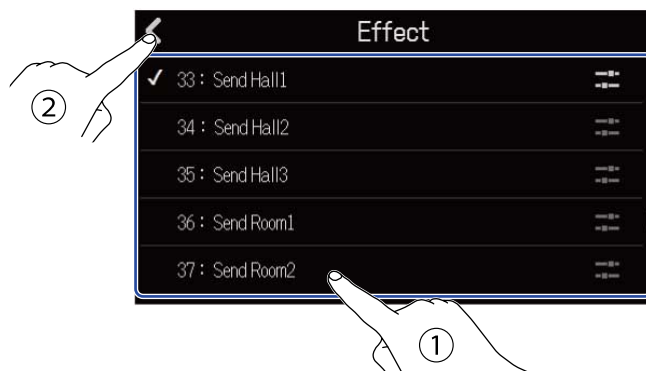 Effect
33 : Send Hall1
34 : Send Hall2
35 : Send Hall3
36 : Send Room1
37 : Send Room2
②
①